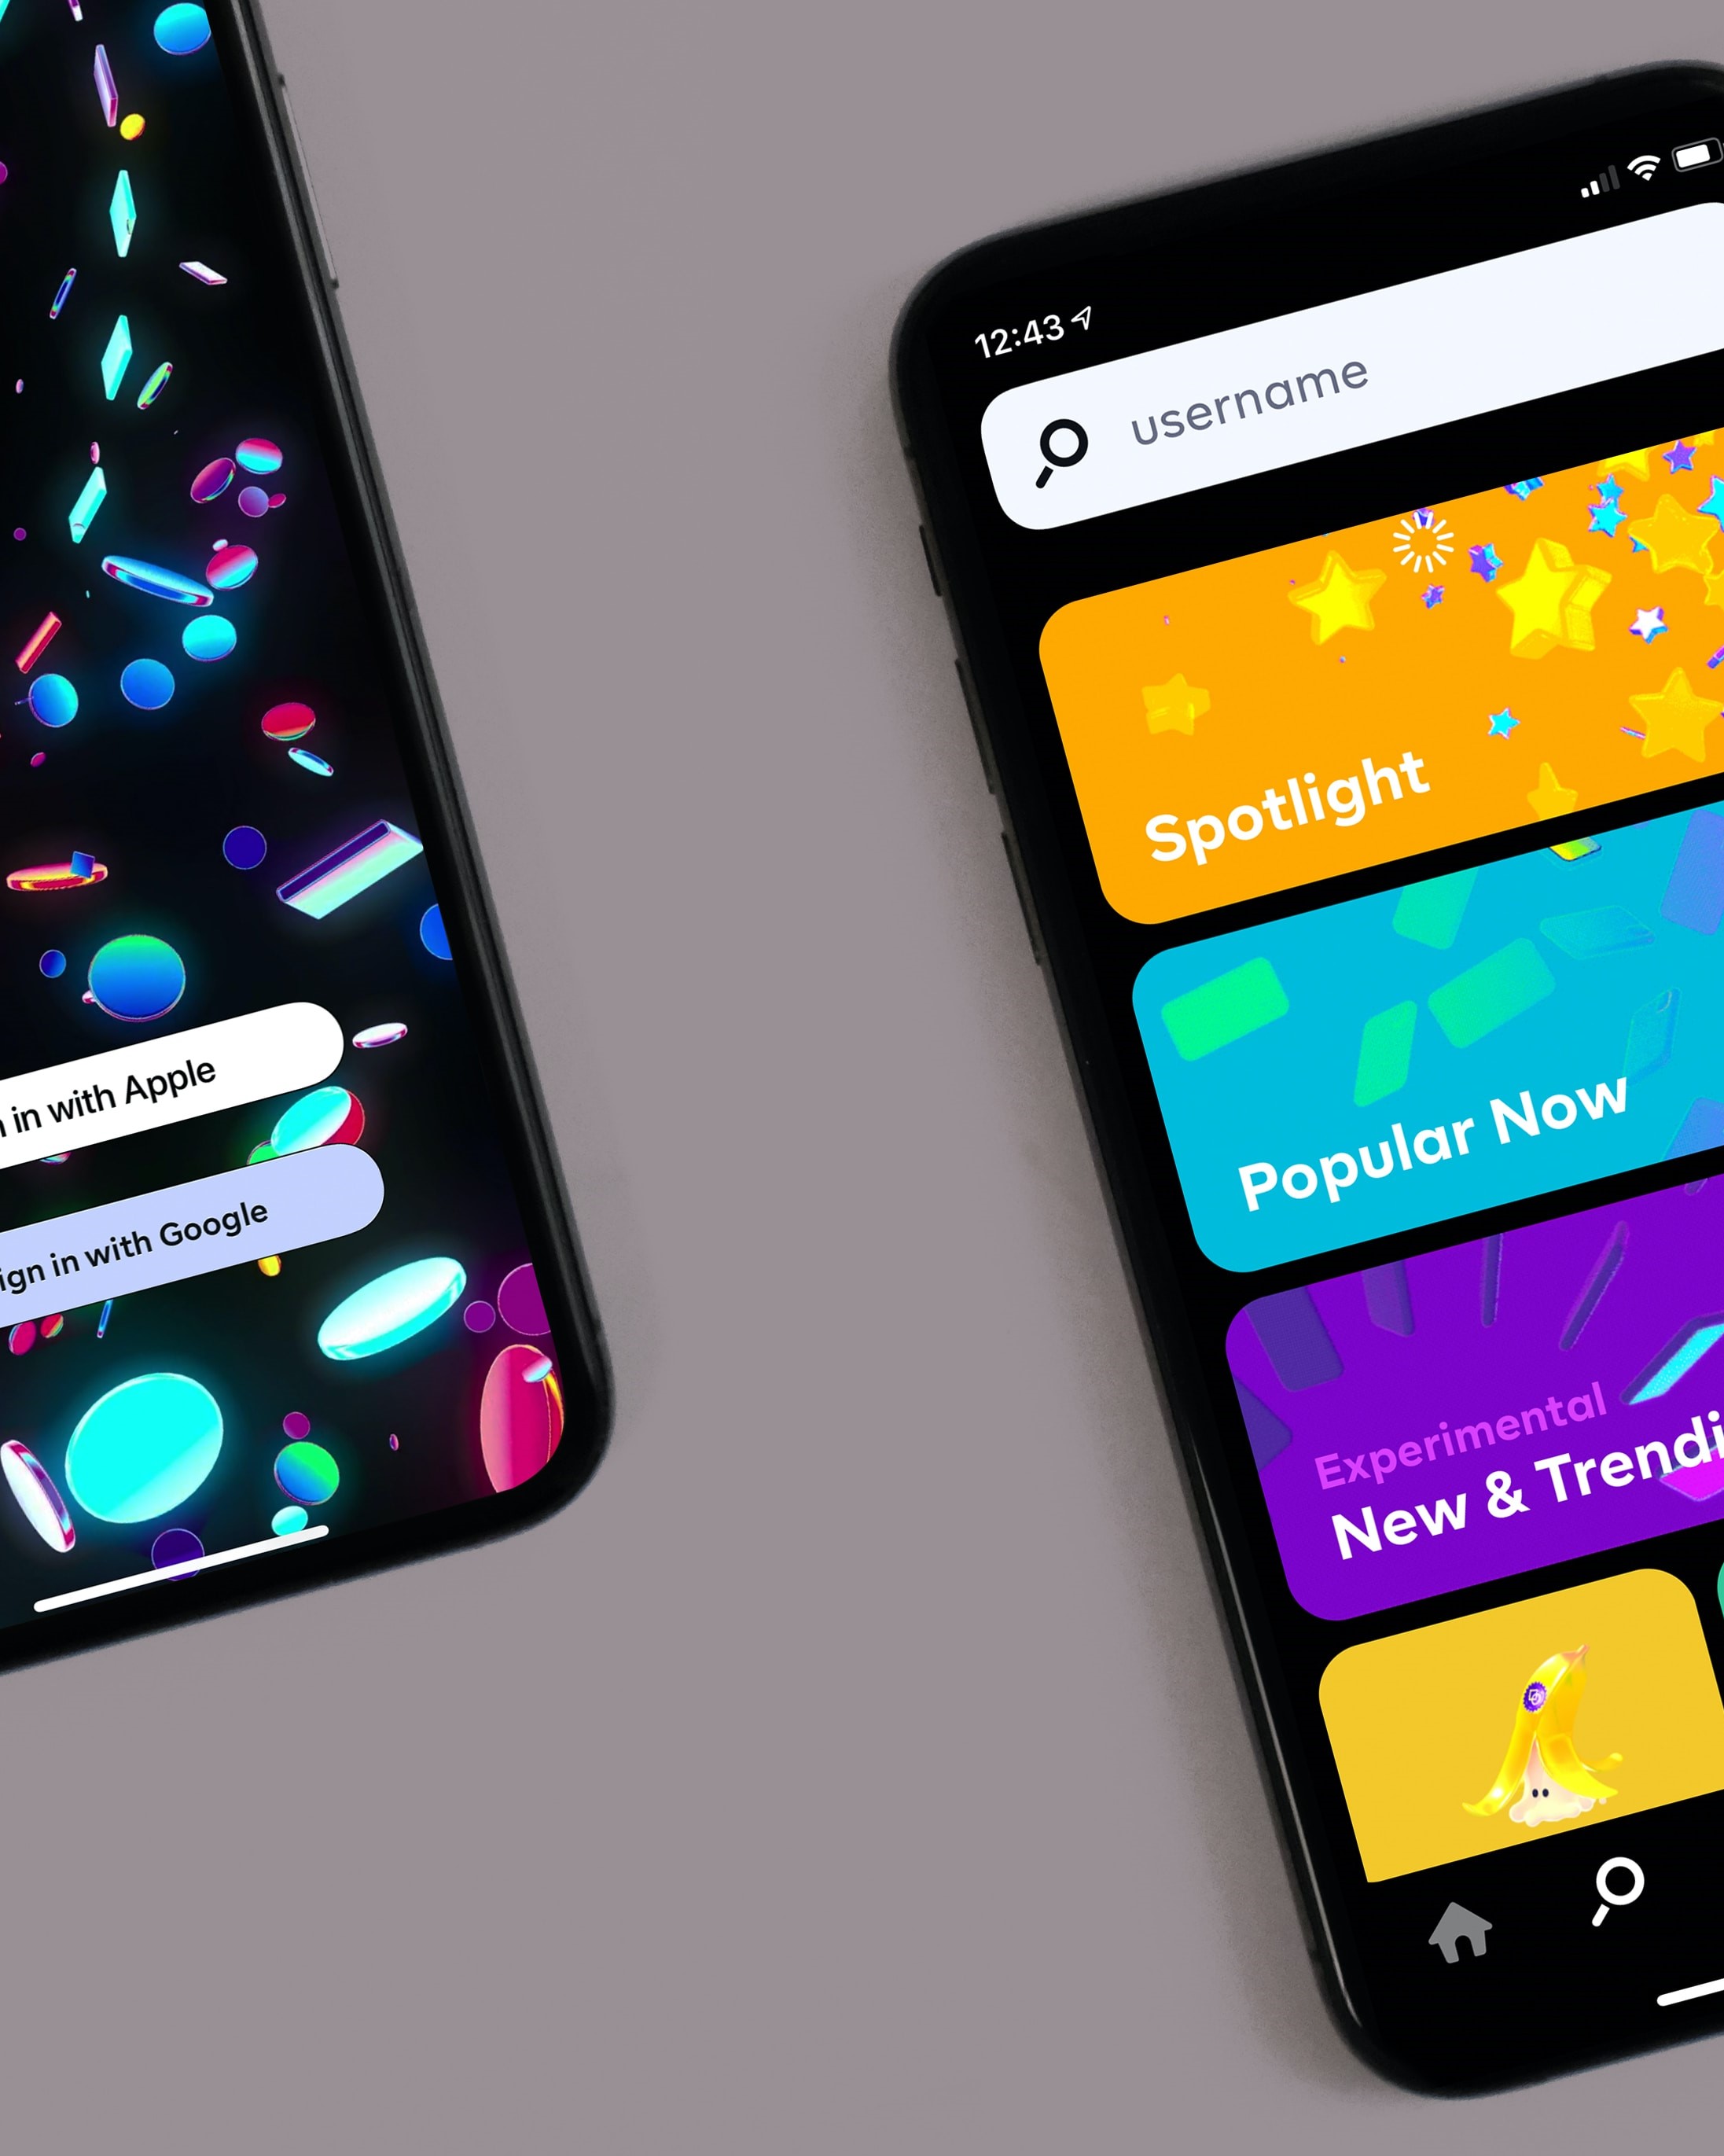 n in with Apple
ign in with Google
12:43
username
Spotlight
Popular Now
Experimental
New & Trendi